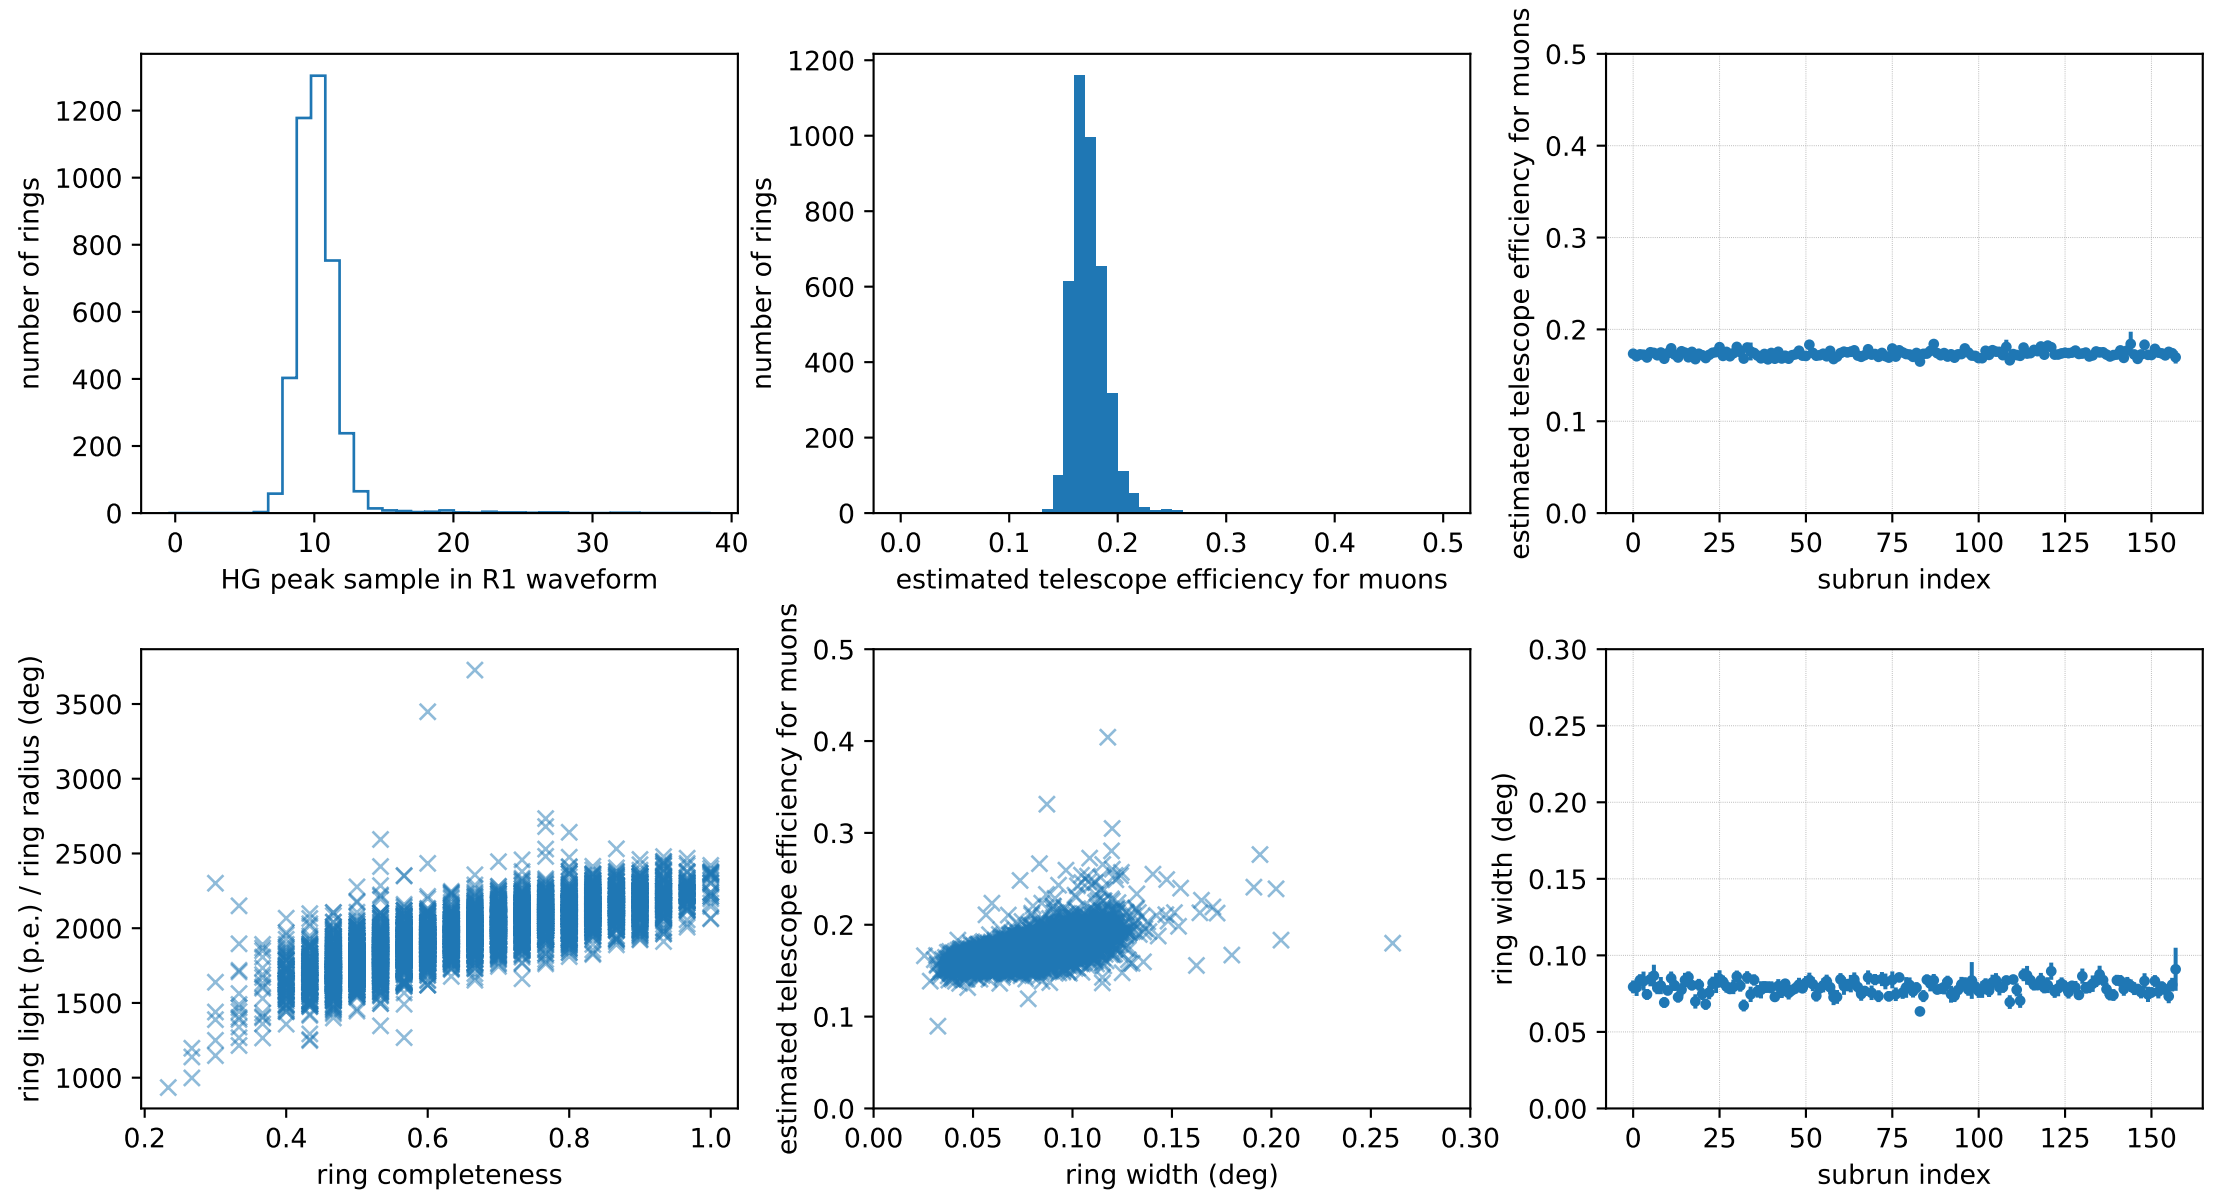 number of rings
0
200
400
600
800
1000
1200
0 10 20 30 40
HG peak sample in R1 waveform
number of rings
0
200
400
600
800
1000
1200
0.0 0.1 0.2 0.3 0.4 0.5
estimated telescope efficiency for muons
estimated telescope efficiency for muons
0.5
0.4
0.3
0.2
0.1
0.0
0 25 50 75 100 125 150
subrun index
ring light (p.e.) / ring radius (deg)
3500
3000
2500
2000
1500
1000
0.2 0.4 0.6 0.8 1.0
ring completeness
estimated telescope efficiency for muons
0.5
0.4
0.3
0.2
0.1
0.0
0.00 0.05 0.10 0.15 0.20 0.25 0.30
ring width (deg)
ring width (deg)
0.30
0.25
0.20
0.15
0.10
0.05
0.00
0 25 50 75 100 125 150
subrun index